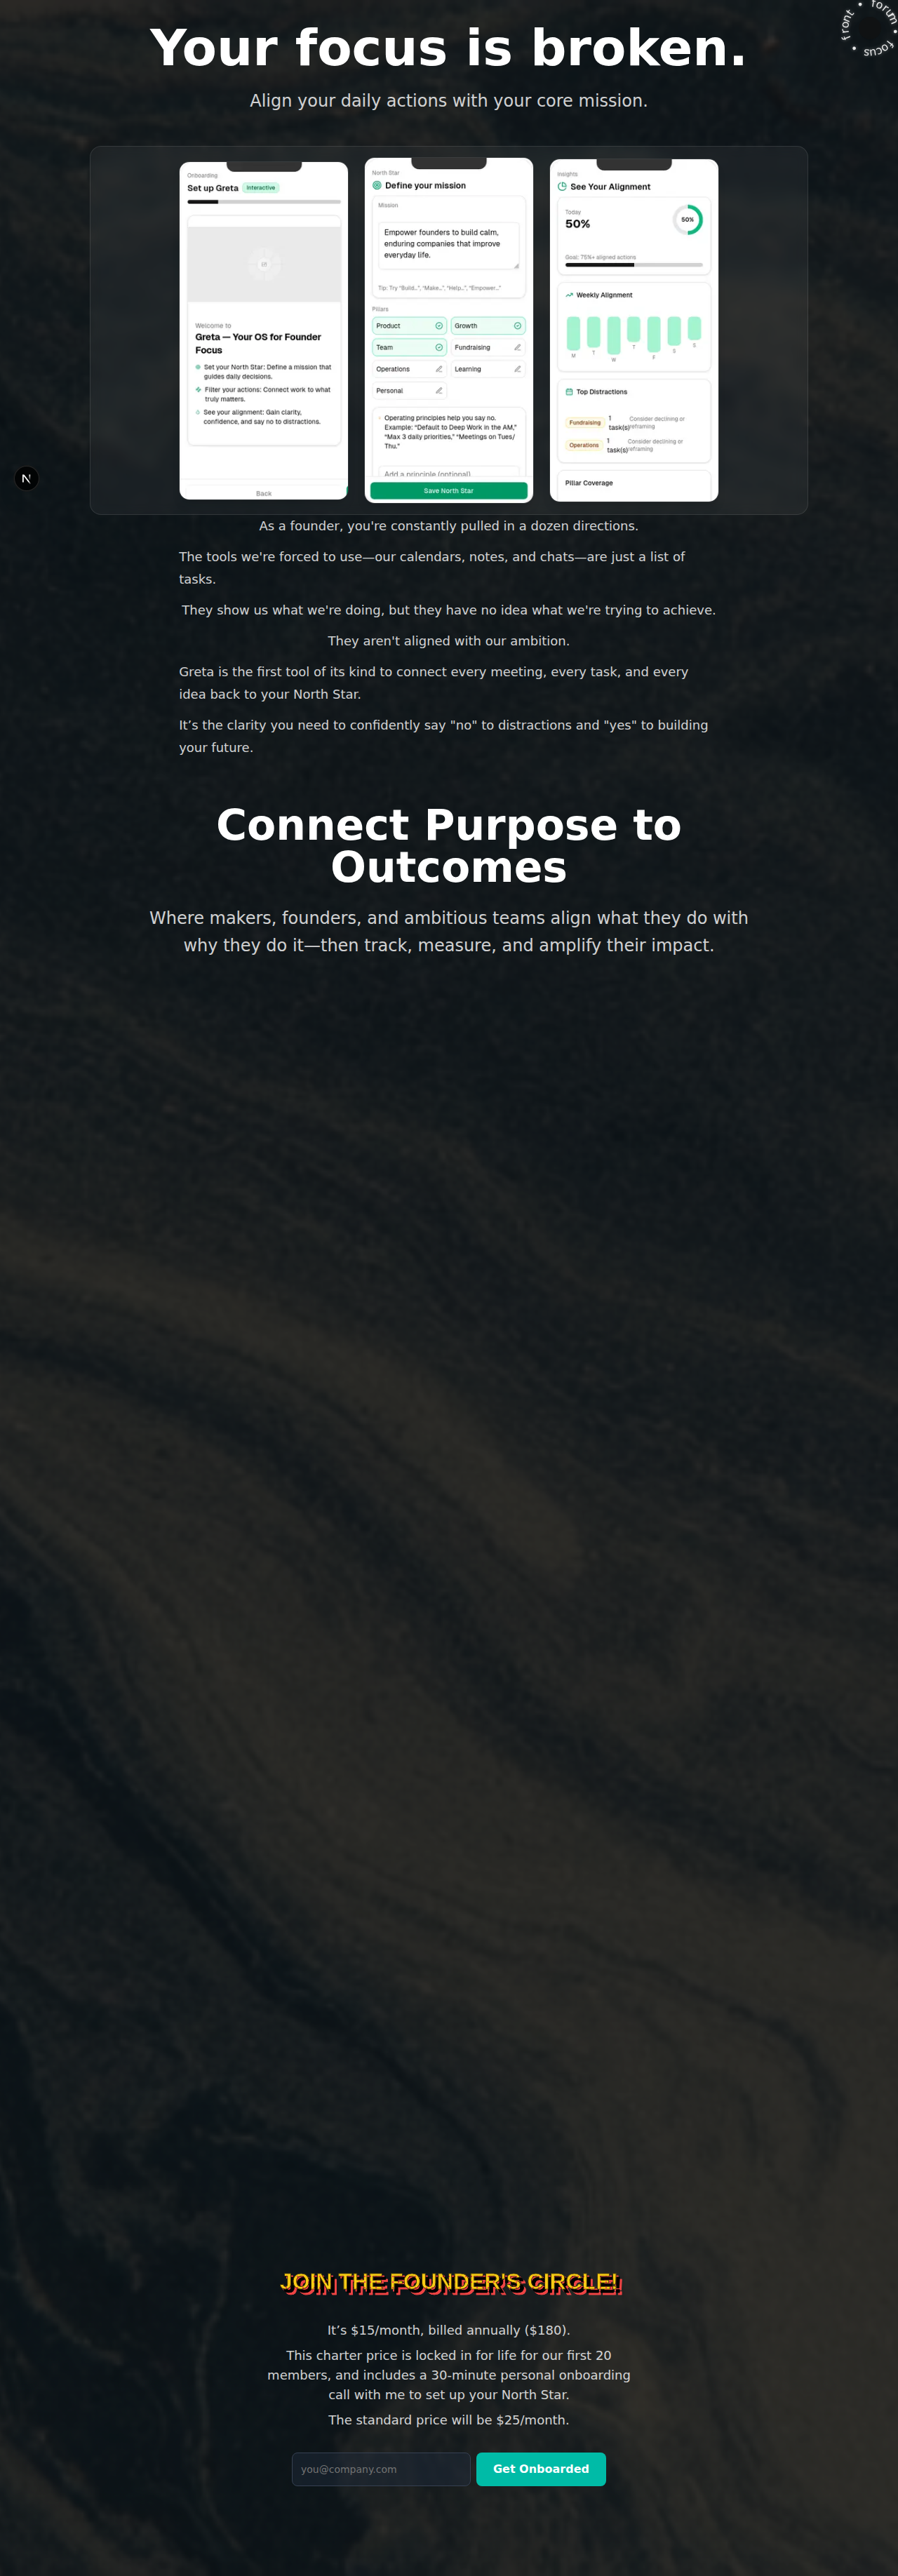 Your focus is broken.
Align your daily actions with your core mission.
front • forum • focus •
Onboarding
Set up Greta Interactive
Welcome to
Greta — Your OS for Founder
Focus
Set your North Star: Define a mission that
guides daily decisions.
Filter your actions: Connect work to what
truly matters.
See your alignment: Gain clarity,
confidence, and say no to distractions.
Back
North Star
Define your mission
Mission
Empower founders to build calm,
enduring companies that improve
everyday life.
Tip: Try "Build…", "Make…", "Help…", "Empower…"
Pillars
Product Growth
Team Fundraising
Operations Learning
Personal
Operating principles help you say no.
Example: "Default to Deep Work in the AM,"
"Max 3 daily priorities," "Meetings on Tues/
Thu."
Add a principle (optional)
Save North Star
Insights
See Your Alignment
Today
50%
50%
Goal: 75%+ aligned actions
Weekly Alignment
M T W T F S S
Top Distractions
Fundraising 1 task(s) Consider declining or reframing
Operations 1 task(s) Consider declining or reframing
Pillar Coverage
N
As a founder, you're constantly pulled in a dozen directions.
The tools we're forced to use—our calendars, notes, and chats—are just a list of
tasks.
They show us what we're doing, but they have no idea what we're trying to achieve.
They aren't aligned with our ambition.
Greta is the first tool of its kind to connect every meeting, every task, and every
idea back to your North Star.
It’s the clarity you need to confidently say "no" to distractions and "yes" to building
your future.
Connect Purpose to
Outcomes
Where makers, founders, and ambitious teams align what they do with
why they do it—then track, measure, and amplify their impact.
JOIN THE FOUNDER'S CIRCLE!
It’s $15/month, billed annually ($180).
This charter price is locked in for life for our first 20
members, and includes a 30-minute personal onboarding
call with me to set up your North Star.
The standard price will be $25/month.
you@company.com Get Onboarded